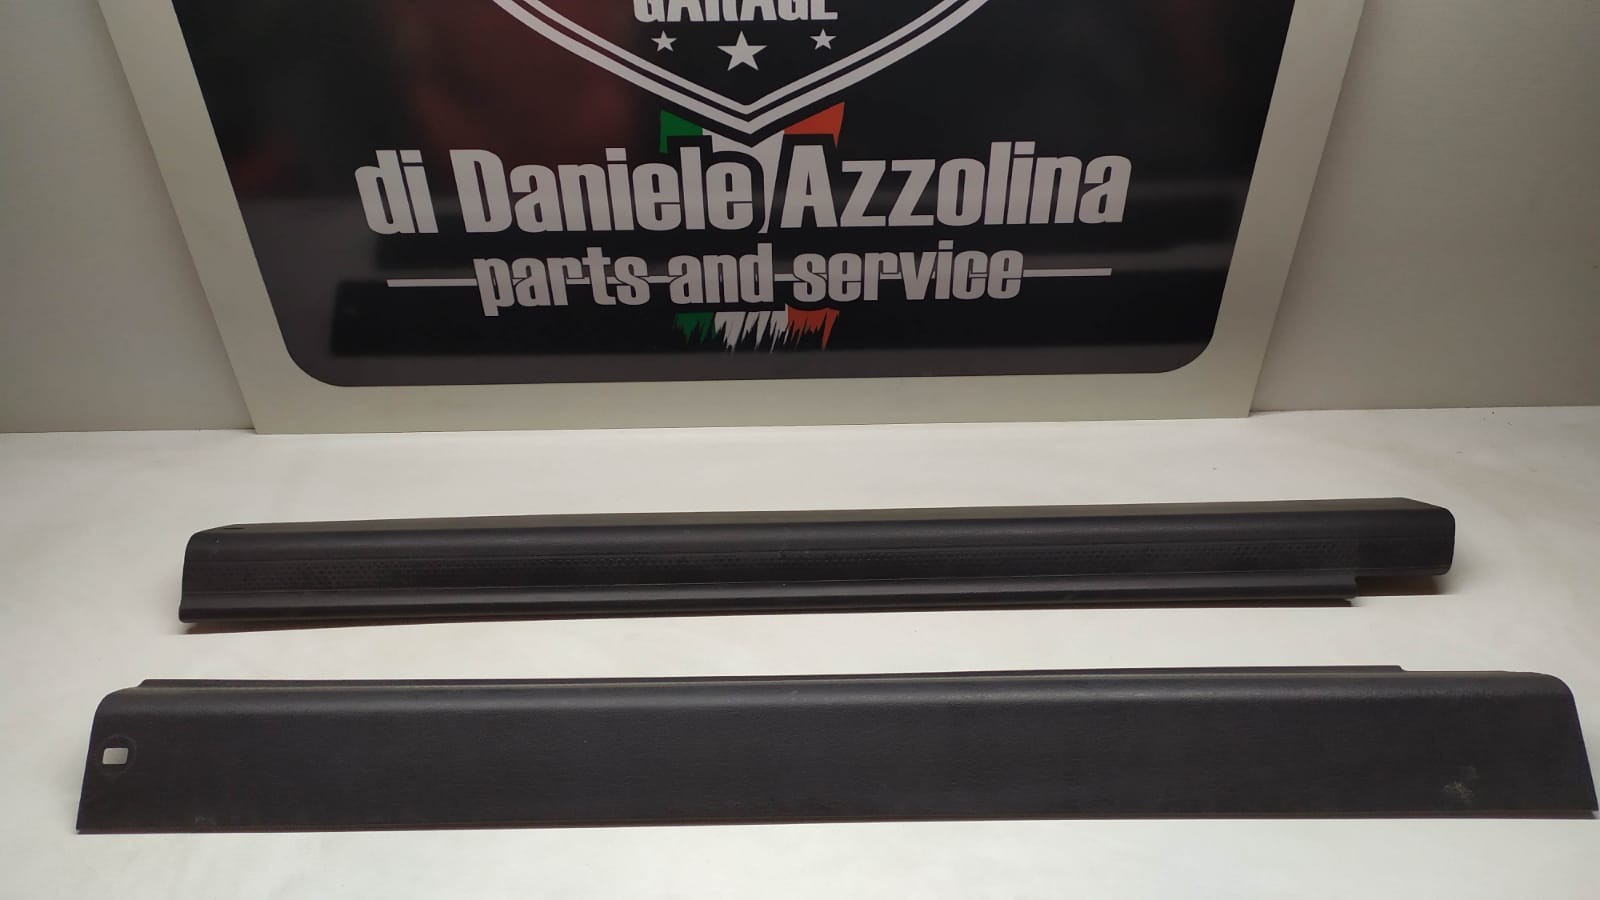 GARAGE
di Daniele Azzolina
parts and service